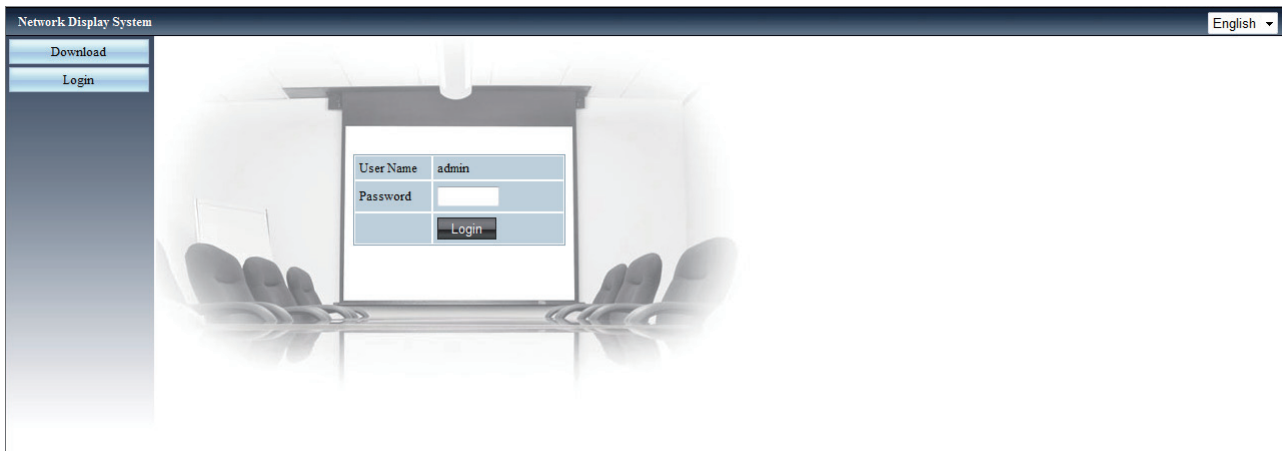 Network Display System
English
Download
Login
User Name admin
Password
Login